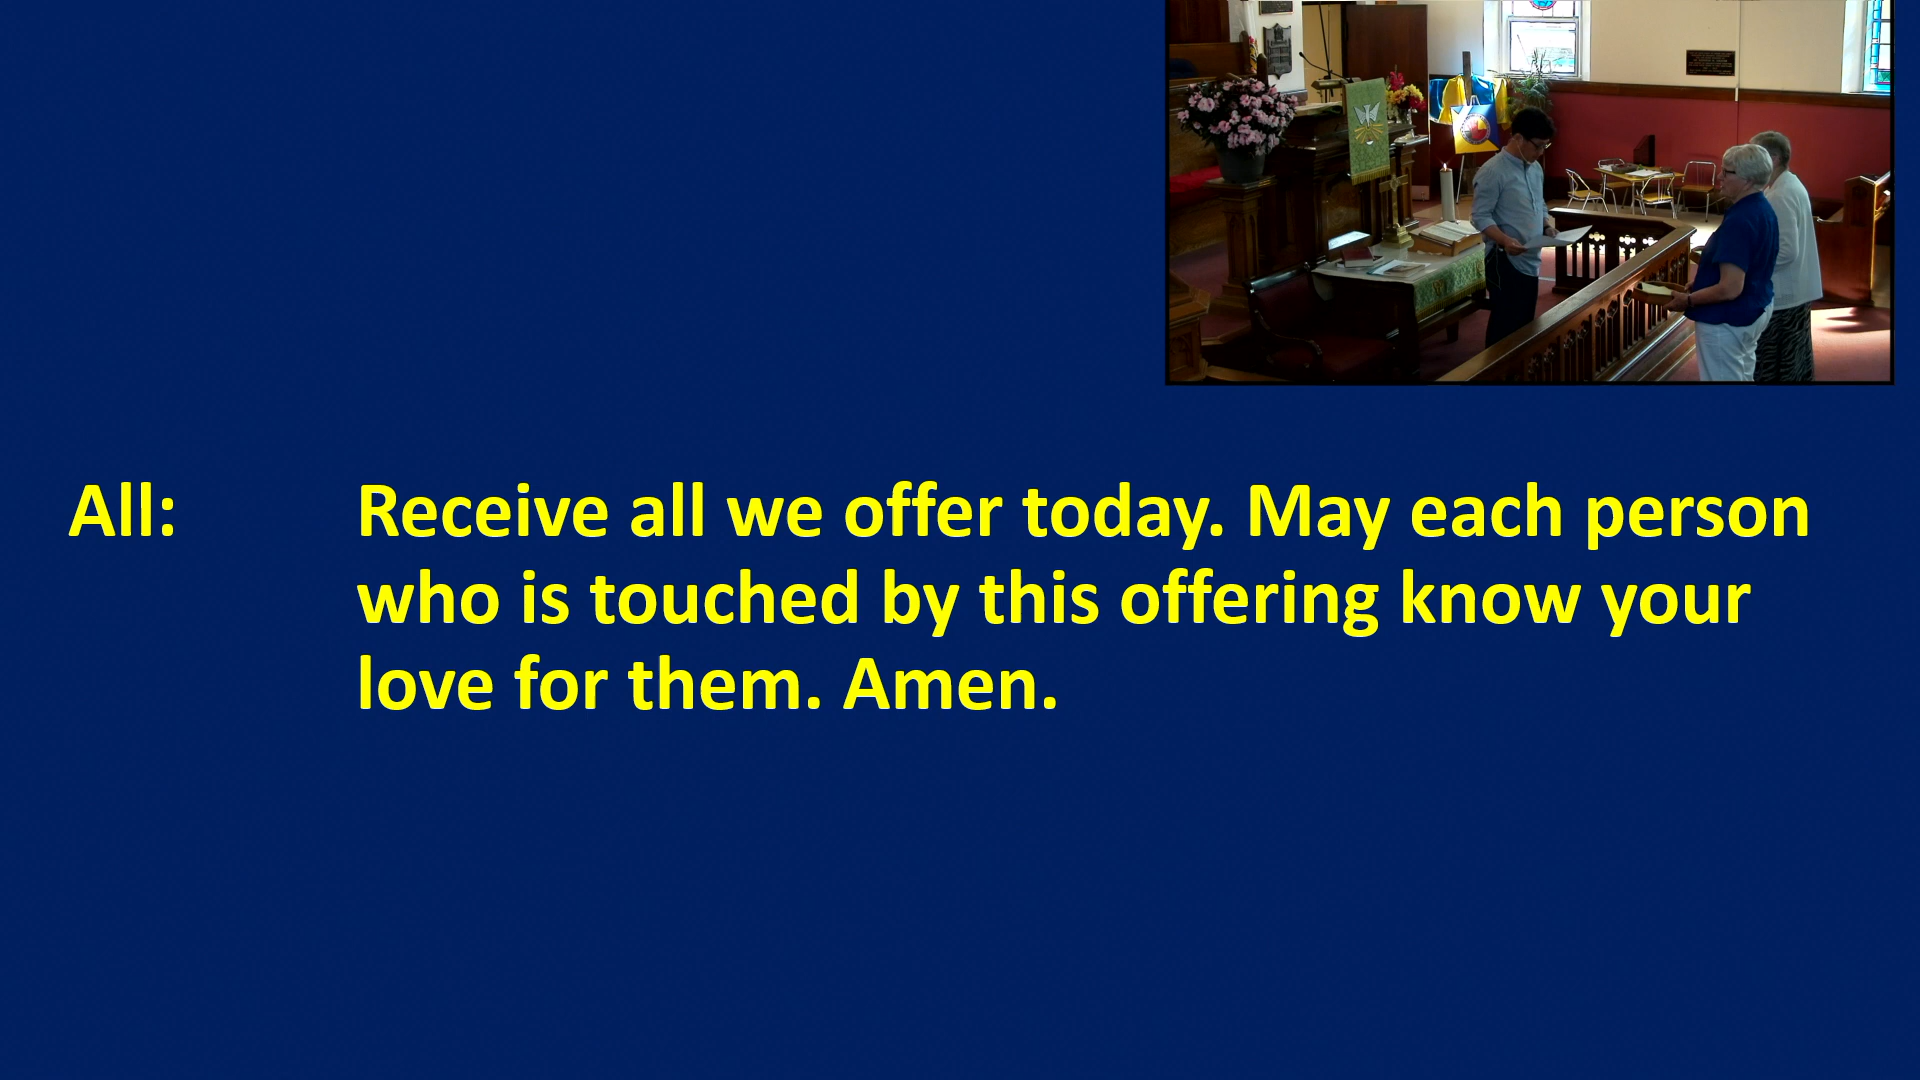 All: Receive all we offer today. May each person
who is touched by this offering know your
love for them. Amen.